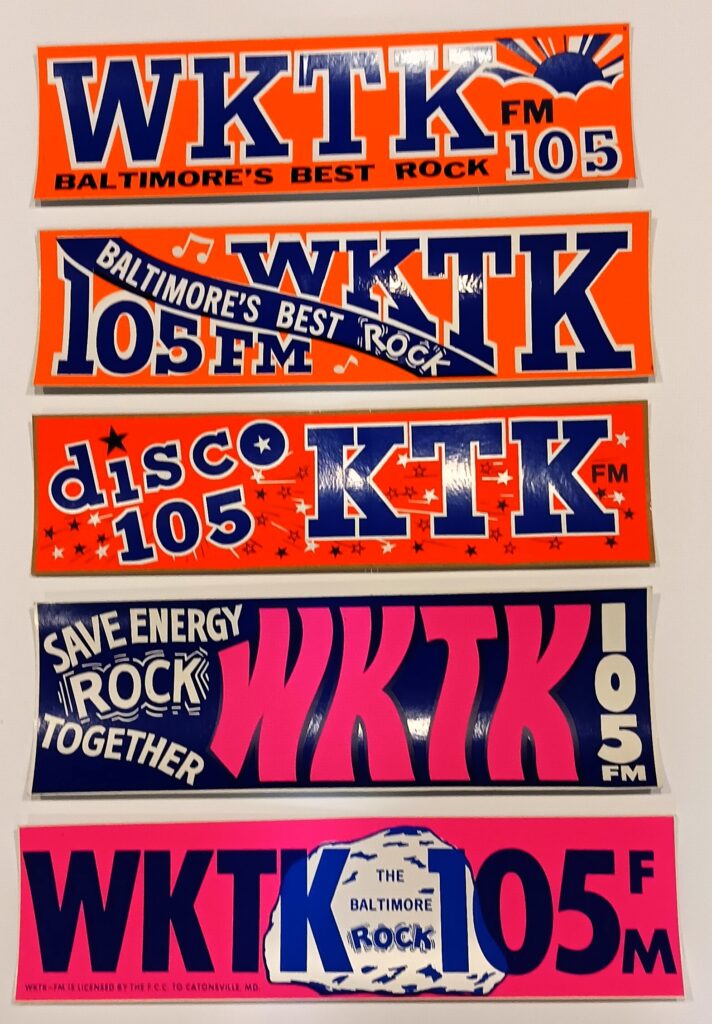 WKTK
FM
105
BALTIMORE'S BEST ROCK
BALTIMORE'S BEST ROCK
WKTK
105 FM
disco
105
KTK
FM
SAVE ENERGY
ROCK
TOGETHER
WKTK
105
FM
WKTK 105 FM
THE
BALTIMORE
ROCK
WKTK-FM IS LICENSED BY THE F.C.C. TO CATONSVILLE, MD.